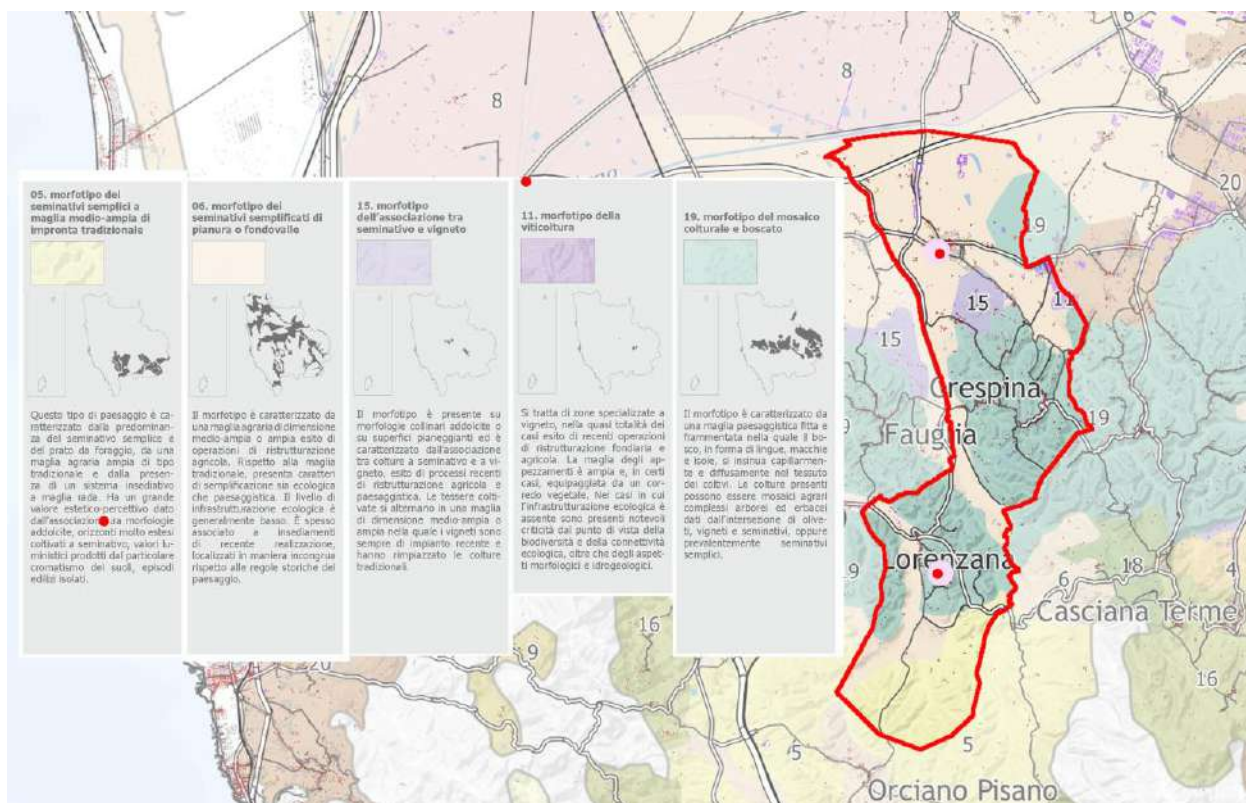 8
6
8
05. morfotipo dei
seminativi semplici a
maglia medio-ampia di
impronta tradizionale
Questo tipo di paesaggio è ca-
ratterizzato dalla predominan-
za del seminativo semplice e
del prato da foraggio, da una
maglia agraria ampia di tipo
tradizionale e dalla presen-
za di un sistema insediativo
a maglia rada. Ha un grande
valore estetico-percettivo dato
dall'associazione morfologie
addolcite, orizzonti molto estesi
coltivati a seminativo, valori lu-
ministici prodotti dal particolare
cromatismo dei suoli, episodi
edilizi isolati.
06. morfotipo dei
seminativi semplificati di
pianura o fondovalle
Il morfotipo è caratterizzato da
una maglia agraria di dimensione
medio-ampia o ampia esito di
operazioni di ristrutturazione
agricola. Rispetto alla maglia
tradizionale, presenta caratteri
di semplificazione sia ecologica
che paesaggistica. Il livello di
infrastrutturazione ecologica è
generalmente basso. È spesso
associato a insediamenti
di recente realizzazione,
localizzati in maniera incongrua
rispetto alle regole storiche del
paesaggio.
15. morfotipo
dell'associazione tra
seminativo e vigneto
Il morfotipo è presente su
morfologie collinari addolcite o
su superfici pianeggianti ed è
caratterizzato dall'associazione
tra colture a seminativo e a vi-
gneto, esito di processi recenti
di ristrutturazione agricola e
paesaggistica. Le tessere colti-
vate si alternano in una maglia
di dimensione medio-ampia o
ampia nella quale i vigneti sono
sempre di impianto recente e
hanno rimpiazzato le colture
tradizionali.
11. morfotipo della
viticoltura
Si tratta di zone specializzate a
vigneto, nella quasi totalità dei
casi esito di recenti operazioni
di ristrutturazione fondiaria e
agricola. La maglia degli ap-
pezzamenti è ampia e, in certi
casi, equipaggiata da un cor-
redo vegetale. Nei casi in cui
l'infrastrutturazione ecologica è
assente sono presenti notevoli
criticità dal punto di vista della
biodiversità e della connettività
ecologica, oltre che degli aspet-
ti morfologici e idrogeologici.
19. morfotipo del mosaico
colturale e boscato
Il morfotipo è caratterizzato da
una maglia paesaggistica fitta e
frammentata nella quale il bo-
sco, in forma di lingue, macchie
e isole, si insinua capillarmen-
te e diffusamente nel tessuto
dei coltivi. Le colture presenti
possono essere mosaici agrari
complessi arborei ed erbacei
dati dall'intersezione di olive-
ti, vigneti e seminativi, oppure
prevalentemente seminativi
semplici.
20
19
15
11
15
Crespina
Fauglia
19
Lorenzana
19
6
18
4
Casciana Terme
16
9
20
16
5
5
Orciano Pisano